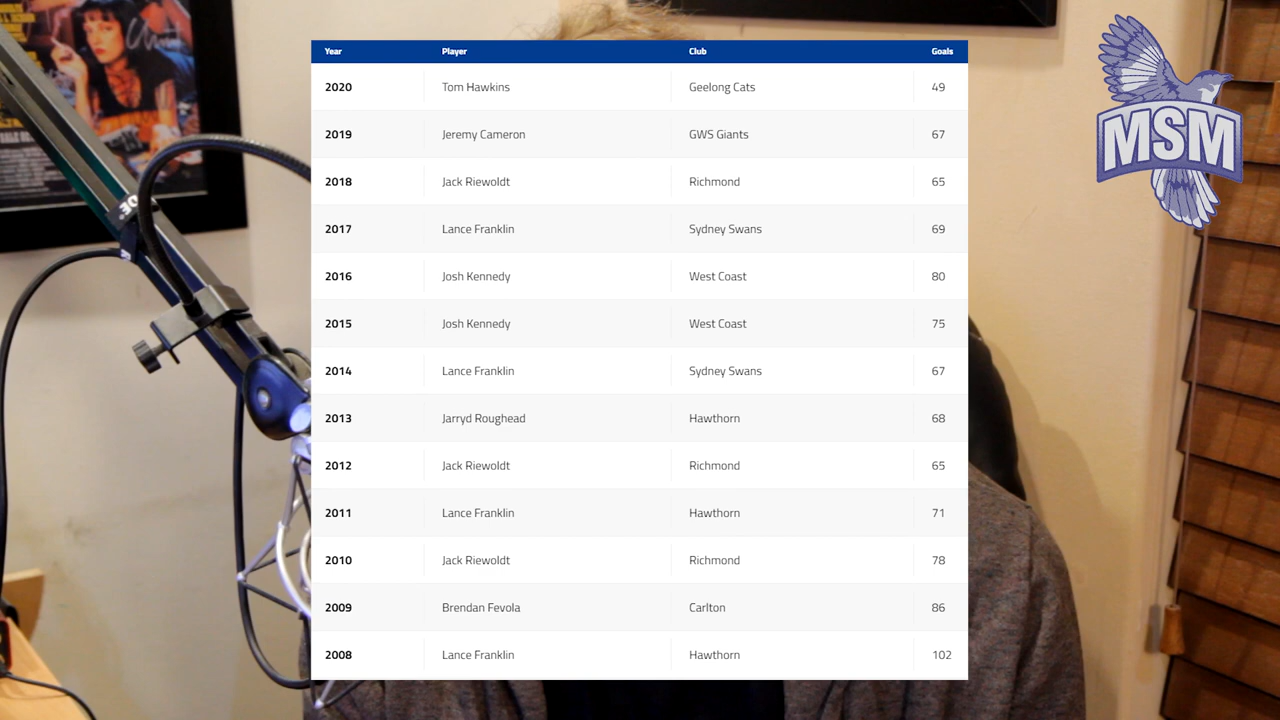 Year Player Club Goals
2020 Tom Hawkins Geelong Cats 49
2019 Jeremy Cameron GWS Giants 67
2018 Jack Riewoldt Richmond 65
2017 Lance Franklin Sydney Swans 69
2016 Josh Kennedy West Coast 80
2015 Josh Kennedy West Coast 75
2014 Lance Franklin Sydney Swans 67
2013 Jarryd Roughead Hawthorn 68
2012 Jack Riewoldt Richmond 65
2011 Lance Franklin Hawthorn 71
2010 Jack Riewoldt Richmond 78
2009 Brendan Fevola Carlton 86
2008 Lance Franklin Hawthorn 102
MSM